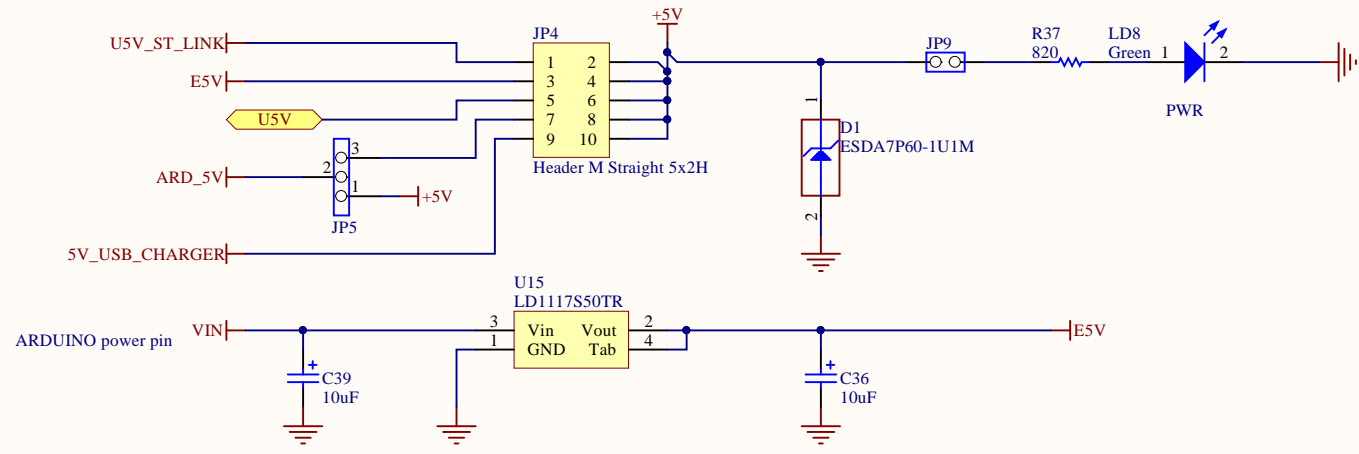 +5V
U5V_ST_LINK
JP4
JP9
R37
820
LD8
Green
1
2
1
2
E5V
3
4
PWR
U5V
5
6
1
7
8
D1
ESDA7P60-1U1M
9
10
3
Header M Straight 5x2H
ARD_5V
2
1
+5V
JP5
2
5V_USB_CHARGER
U15
LD1117S50TR
ARDUINO power pin
VIN
3
Vin
Vout
2
E5V
1
GND
Tab
4
+
C39
10uF
+
C36
10uF